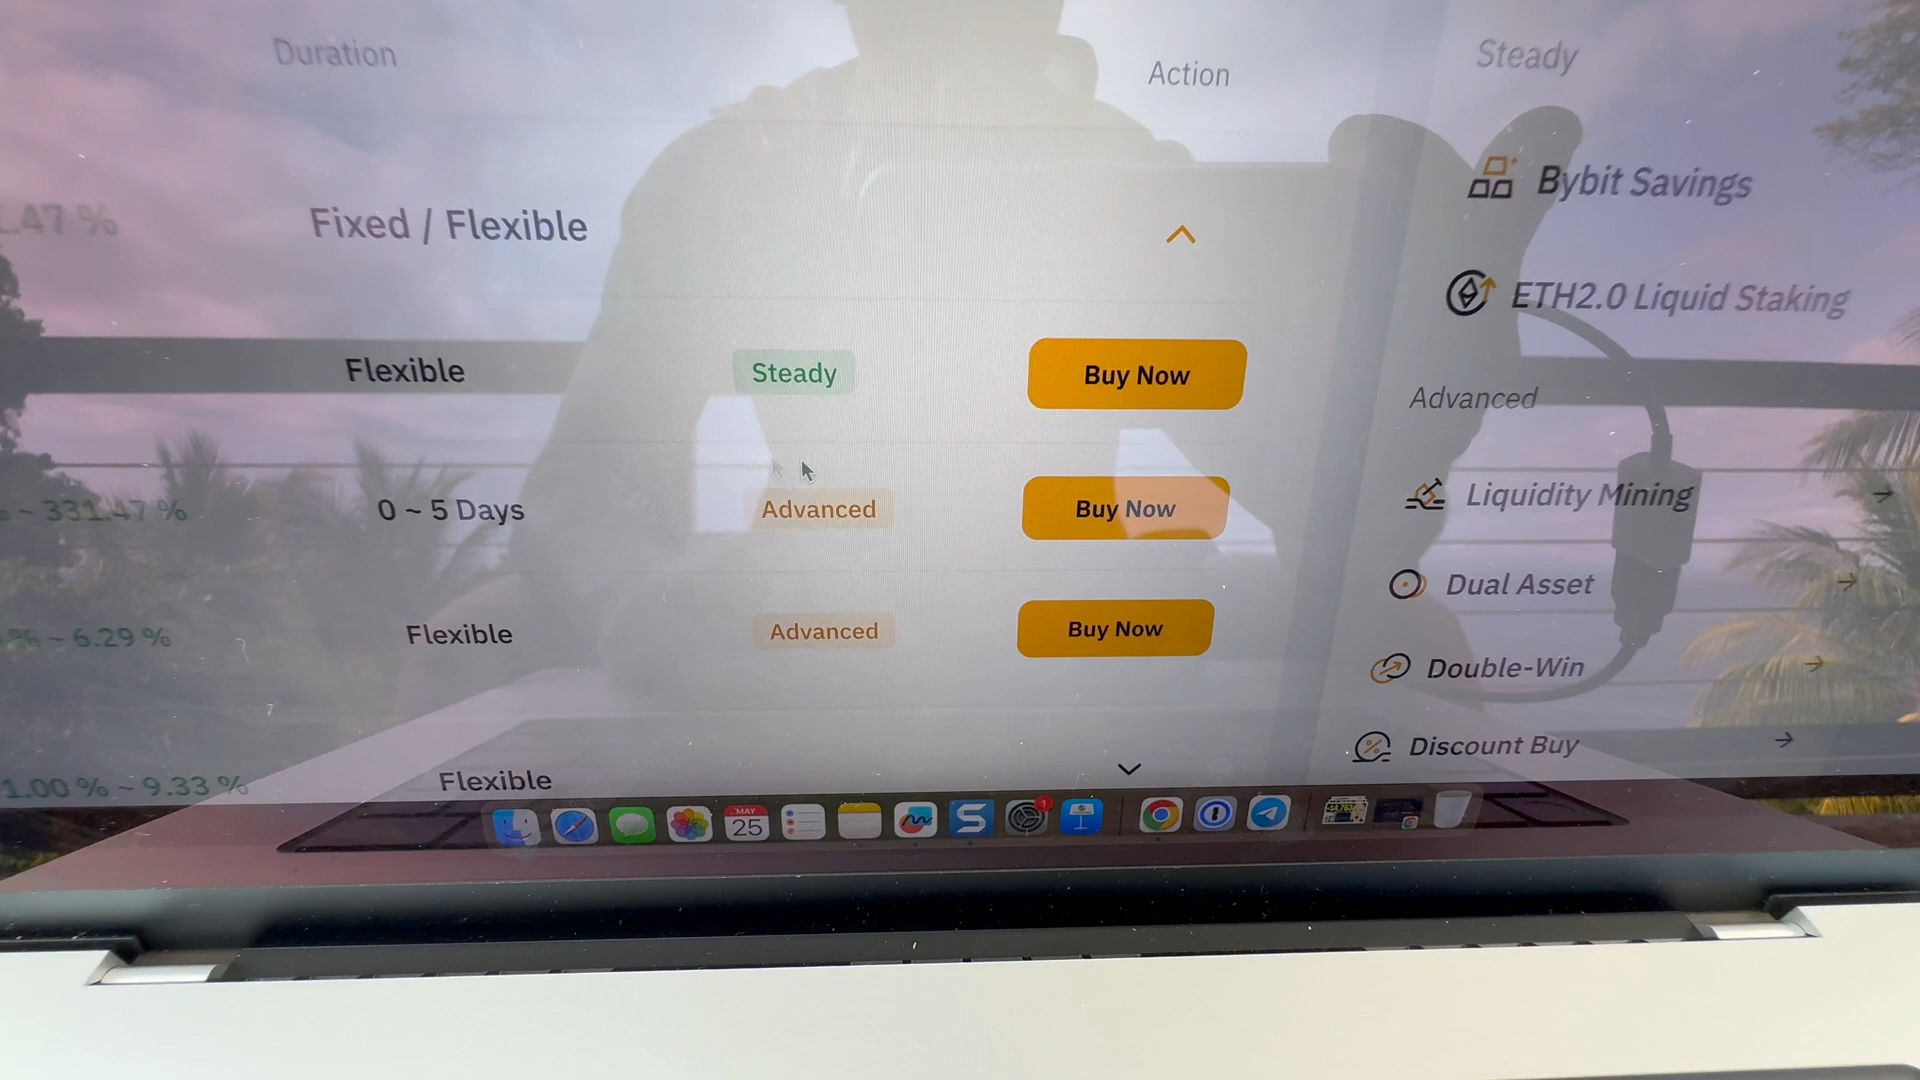 Duration
Action
Steady
.47 %
Fixed / Flexible
Bybit Savings
ETH2.0 Liquid Staking
Flexible
Steady
Buy Now
Advanced
% ~ 331.47 %
0 ~ 5 Days
Advanced
Buy Now
Liquidity Mining
Dual Asset
% ~ 6.29 %
Flexible
Advanced
Buy Now
Double-Win
Discount Buy
1.00 % ~ 9.33 %
Flexible
MAY
25
1